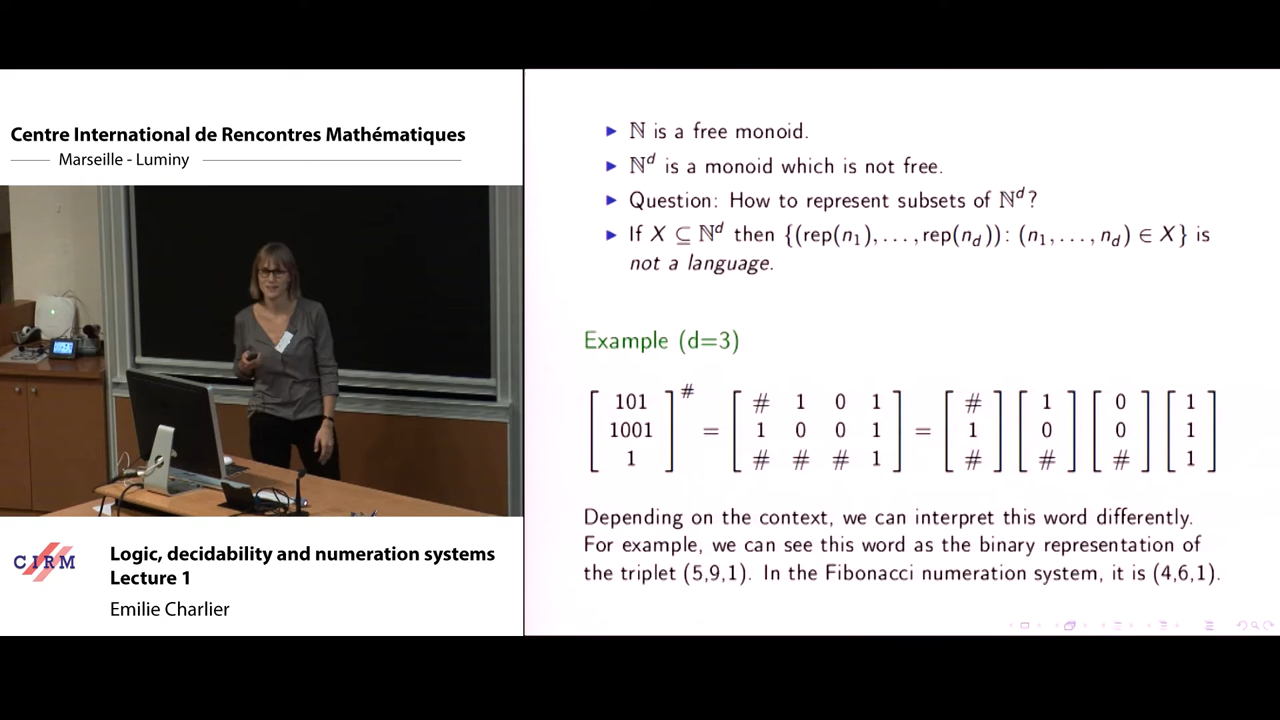 Centre International de Rencontres Mathématiques
Marseille - Luminy
CIRM
Logic, decidability and numeration systems
Lecture 1
Emilie Charlier
▶ ℕ is a free monoid.
▶ ℕ^d is a monoid which is not free.
▶ Question: How to represent subsets of ℕ^d?
▶ If X ⊆ ℕ^d then {(rep(n₁), . . . , rep(n_d)): (n₁, . . . , n_d) ∈ X} is
not a language.
Example (d=3)
[ 101 ]# [ # 1 0 1 ] [ # ] [ 1 ] [ 0 ] [ 1 ]
[ 1001 ] = [ 1 0 0 1 ] = [ 1 ] [ 0 ] [ 0 ] [ 1 ]
[ 1 ] [ # # # 1 ] [ # ] [ # ] [ # ] [ 1 ]
Depending on the context, we can interpret this word differently.
For example, we can see this word as the binary representation of
the triplet (5,9,1). In the Fibonacci numeration system, it is (4,6,1).